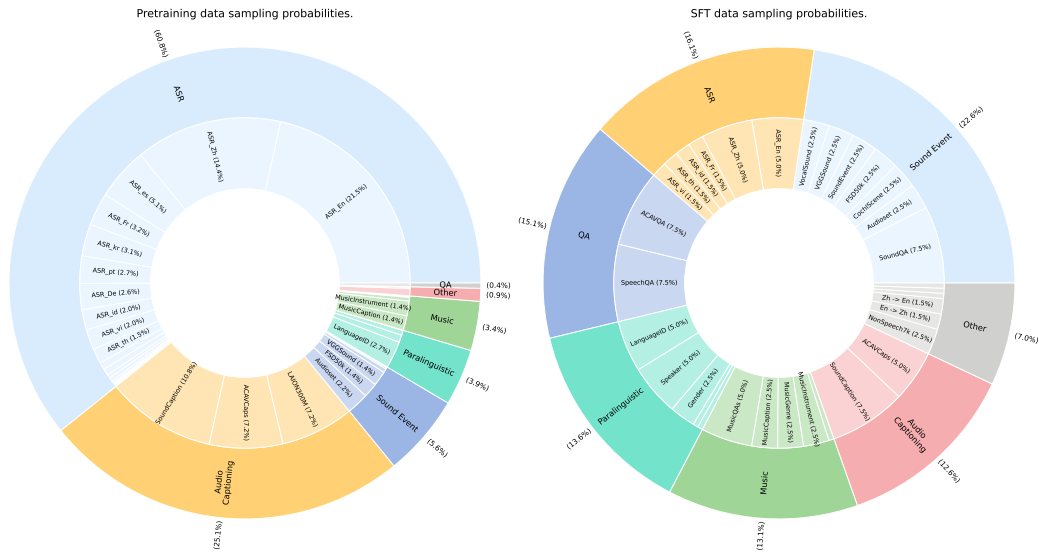 Pretraining data sampling probabilities.
(60.8%)
ASR
ASR_En (21.5%)
ASR_Zh (14.4%)
ASR_es (5.1%)
ASR_Fr (3.2%)
ASR_kr (3.1%)
ASR_pt (2.7%)
ASR_De (2.6%)
ASR_id (2.0%)
ASR_vi (2.0%)
ASR_th (1.5%)
(25.1%)
Audio
Captioning
SoundCaption (10.8%)
ACAVCaps (7.2%)
LAION300M (7.2%)
(5.6%)
Sound Event
Audioset (2.2%)
FSD50k (1.4%)
VGGSound (1.4%)
(3.9%)
Paralinguistic
LanguageID (2.7%)
(3.4%)
Music
MusicCaption (1.4%)
MusicInstrument (1.4%)
(0.9%)
Other
(0.4%)
QA
SFT data sampling probabilities.
(22.6%)
Sound Event
SoundQA (7.5%)
Audioset (2.5%)
CochlScene (2.5%)
FSD50k (2.5%)
SoundEvent (2.5%)
VGGSound (2.5%)
VocalSound (2.5%)
(16.1%)
ASR
ASR_En (5.0%)
ASR_Zh (5.0%)
ASR_Fr (1.5%)
ASR_id (1.5%)
ASR_th (1.5%)
ASR_vi (1.5%)
(15.1%)
QA
ACAVQA (7.5%)
SpeechQA (7.5%)
(13.6%)
Paralinguistic
LanguageID (5.0%)
Speaker (5.0%)
Gender (2.5%)
(13.1%)
Music
MusicQAs (5.0%)
MusicCaption (2.5%)
MusicGenre (2.5%)
MusicInstrument (2.5%)
(12.6%)
Audio
Captioning
SoundCaption (7.5%)
ACAVCaps (5.0%)
(7.0%)
Other
NonSpeech7k (2.5%)
En -> Zh (1.5%)
Zh -> En (1.5%)